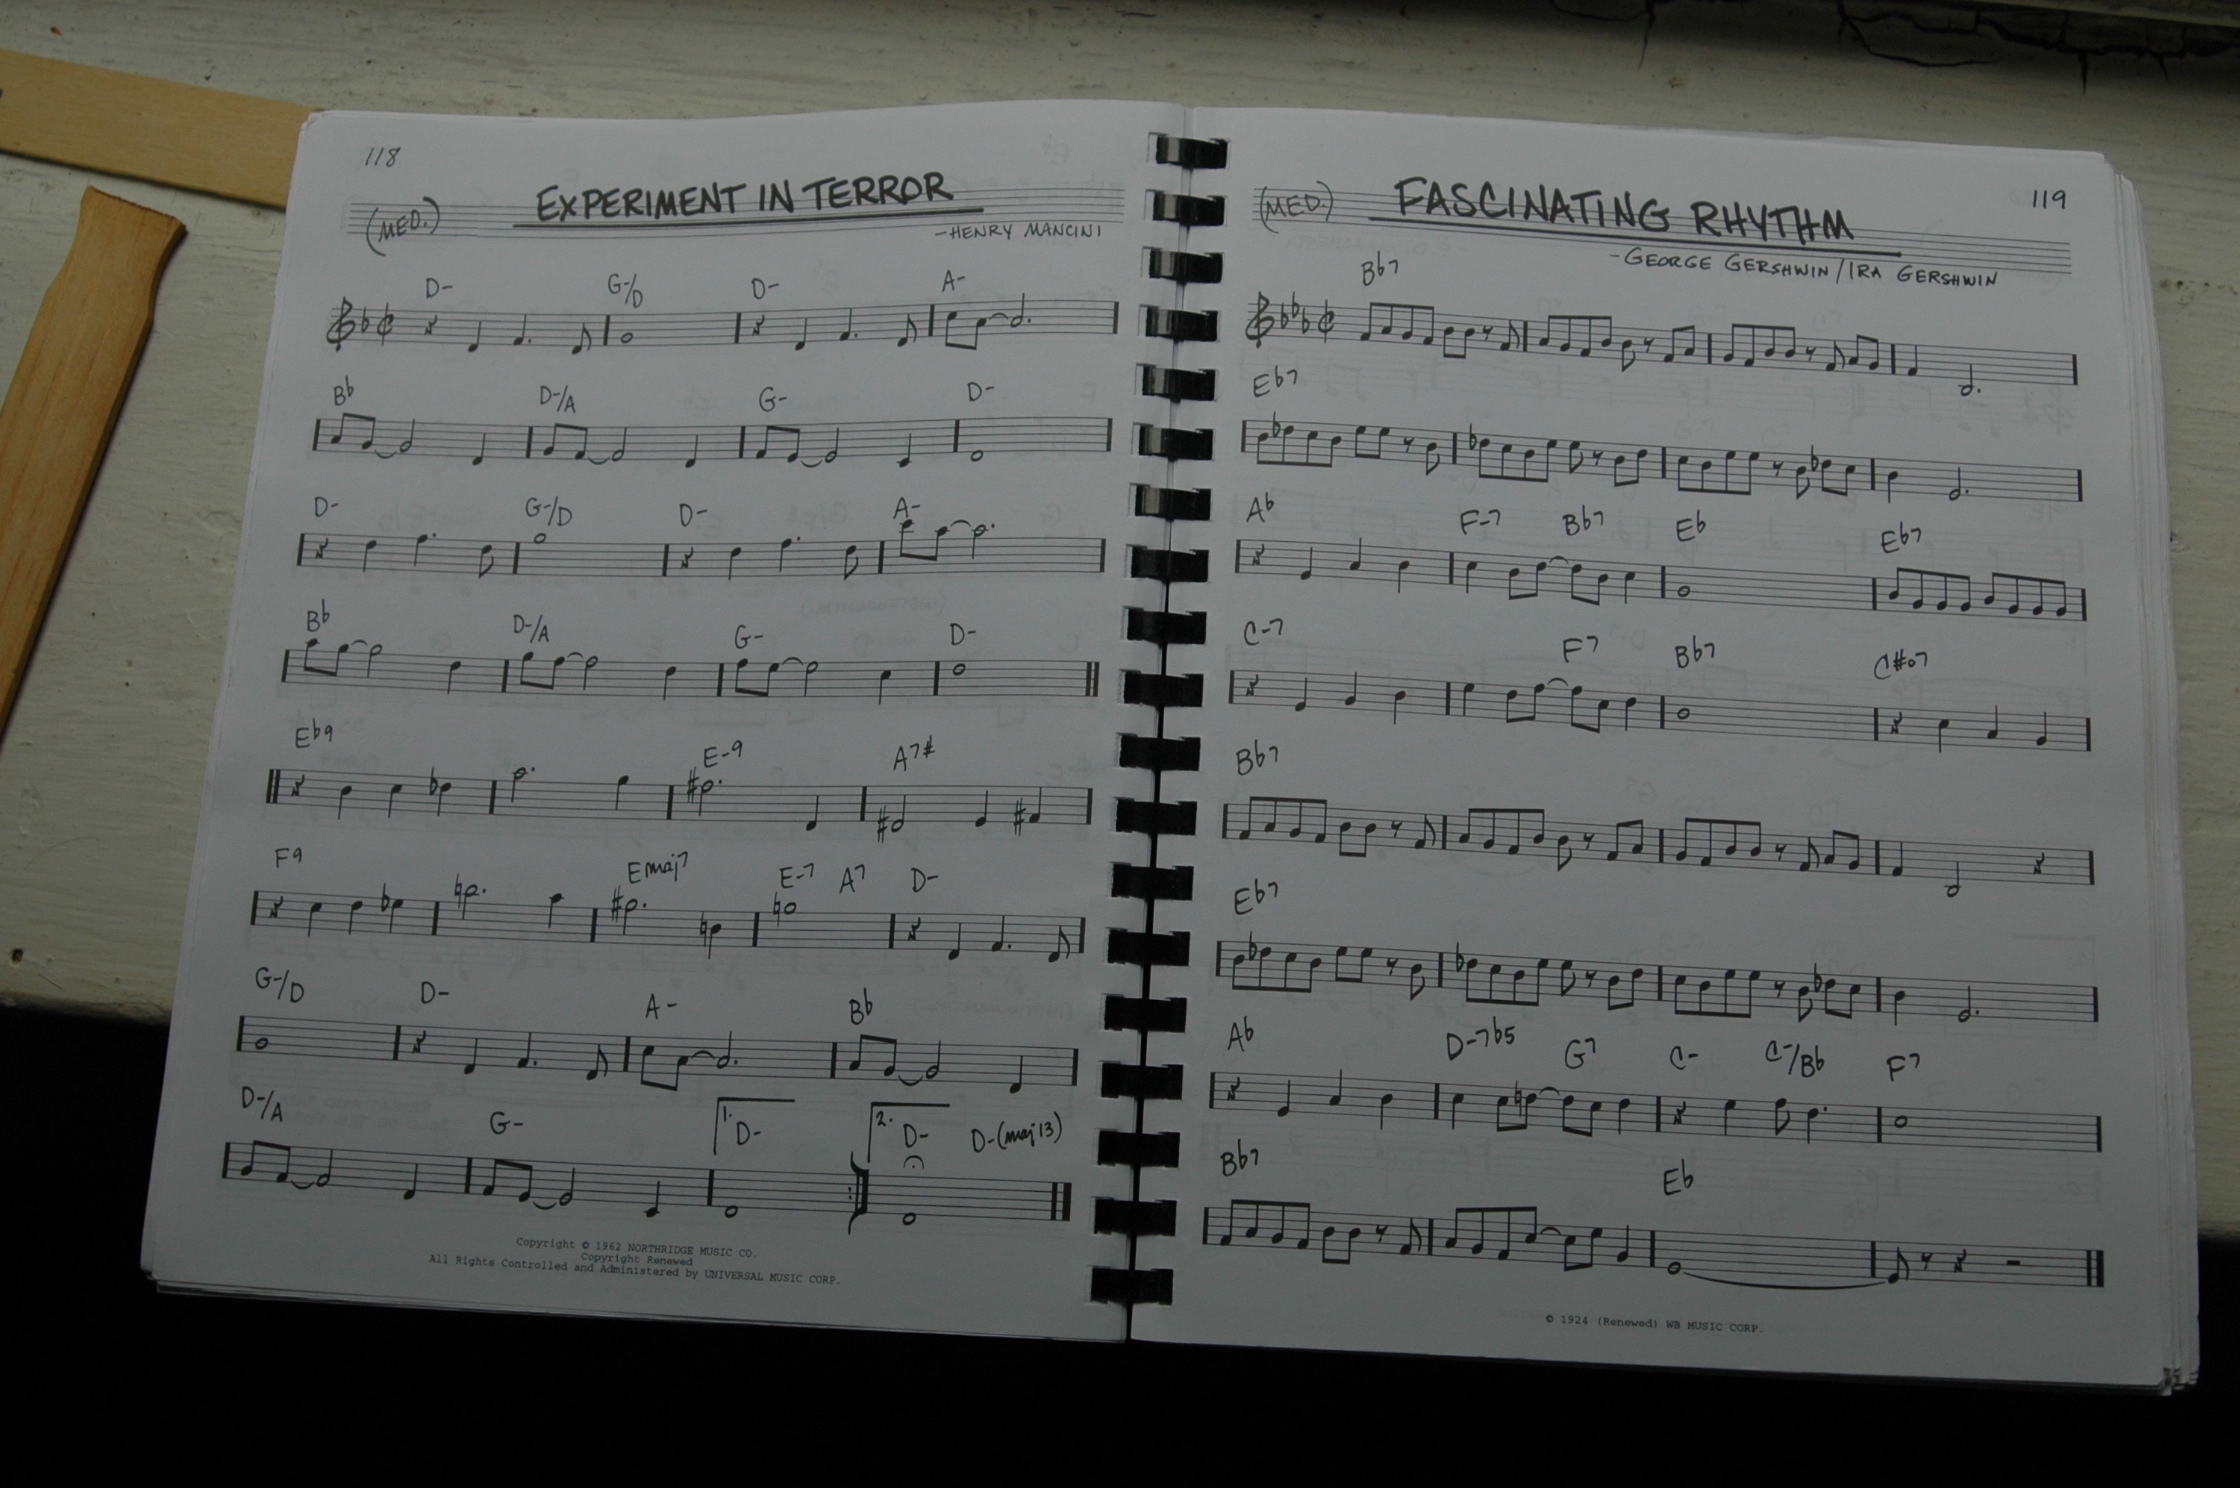 118
EXPERIMENT IN TERROR
(MED.)
-HENRY MANCINI
D- G-/D D- A-
Bb D-/A G- D-
D- G-/D D- A-
Bb D-/A G- D-
Eb9 E-9 A7#
F9 Emaj7 E-7 A7 D-
G-/D D- A- Bb
D-/A G- 1. D- 2. D- D-(maj13)
Copyright © 1962 NORTHRIDGE MUSIC CO.
Copyright Renewed
All Rights Controlled and Administered by UNIVERSAL MUSIC CORP.
119
(MED.) FASCINATING RHYTHM
-GEORGE GERSHWIN/IRA GERSHWIN
Bb7
Eb7
Ab F-7 Bb7 Eb Eb7
C-7 F7 Bb7 C#o7
Bb7
Eb7
Ab D-7b5 G7 C- C-/Bb F7
Bb7 Eb
© 1924 (Renewed) WB MUSIC CORP.